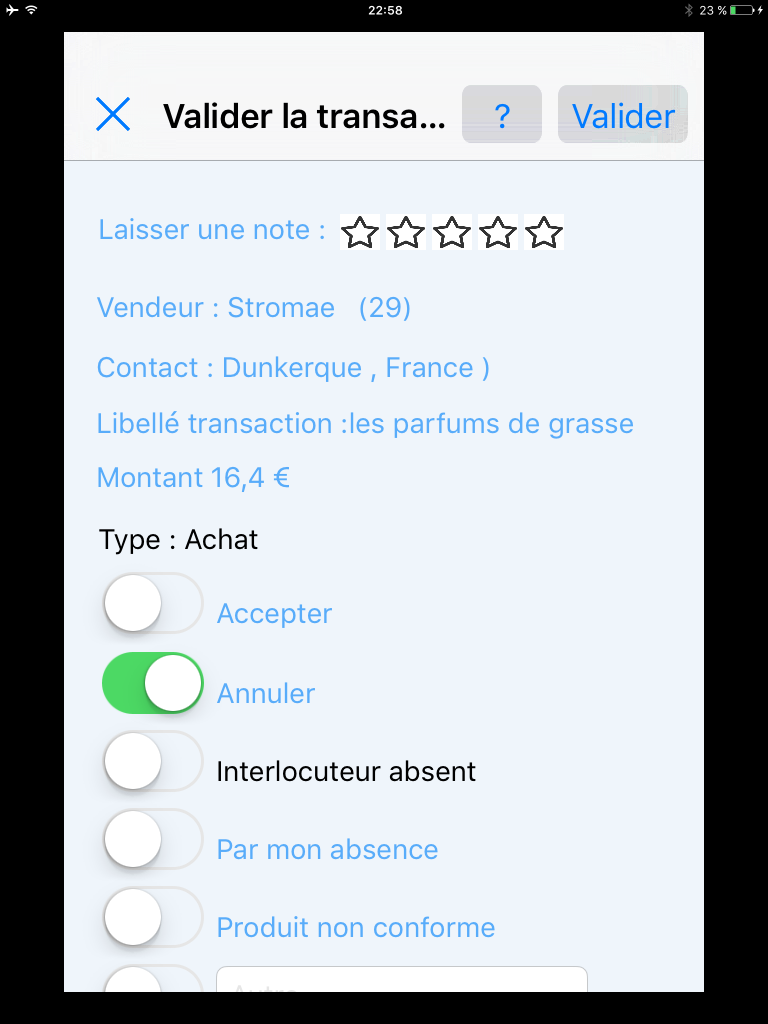 22:58
23 %
Valider la transa...
?
Valider
Laisser une note :
Vendeur : Stromae (29)
Contact : Dunkerque , France )
Libellé transaction :les parfums de grasse
Montant 16,4 €
Type : Achat
Accepter
Annuler
Interlocuteur absent
Par mon absence
Produit non conforme